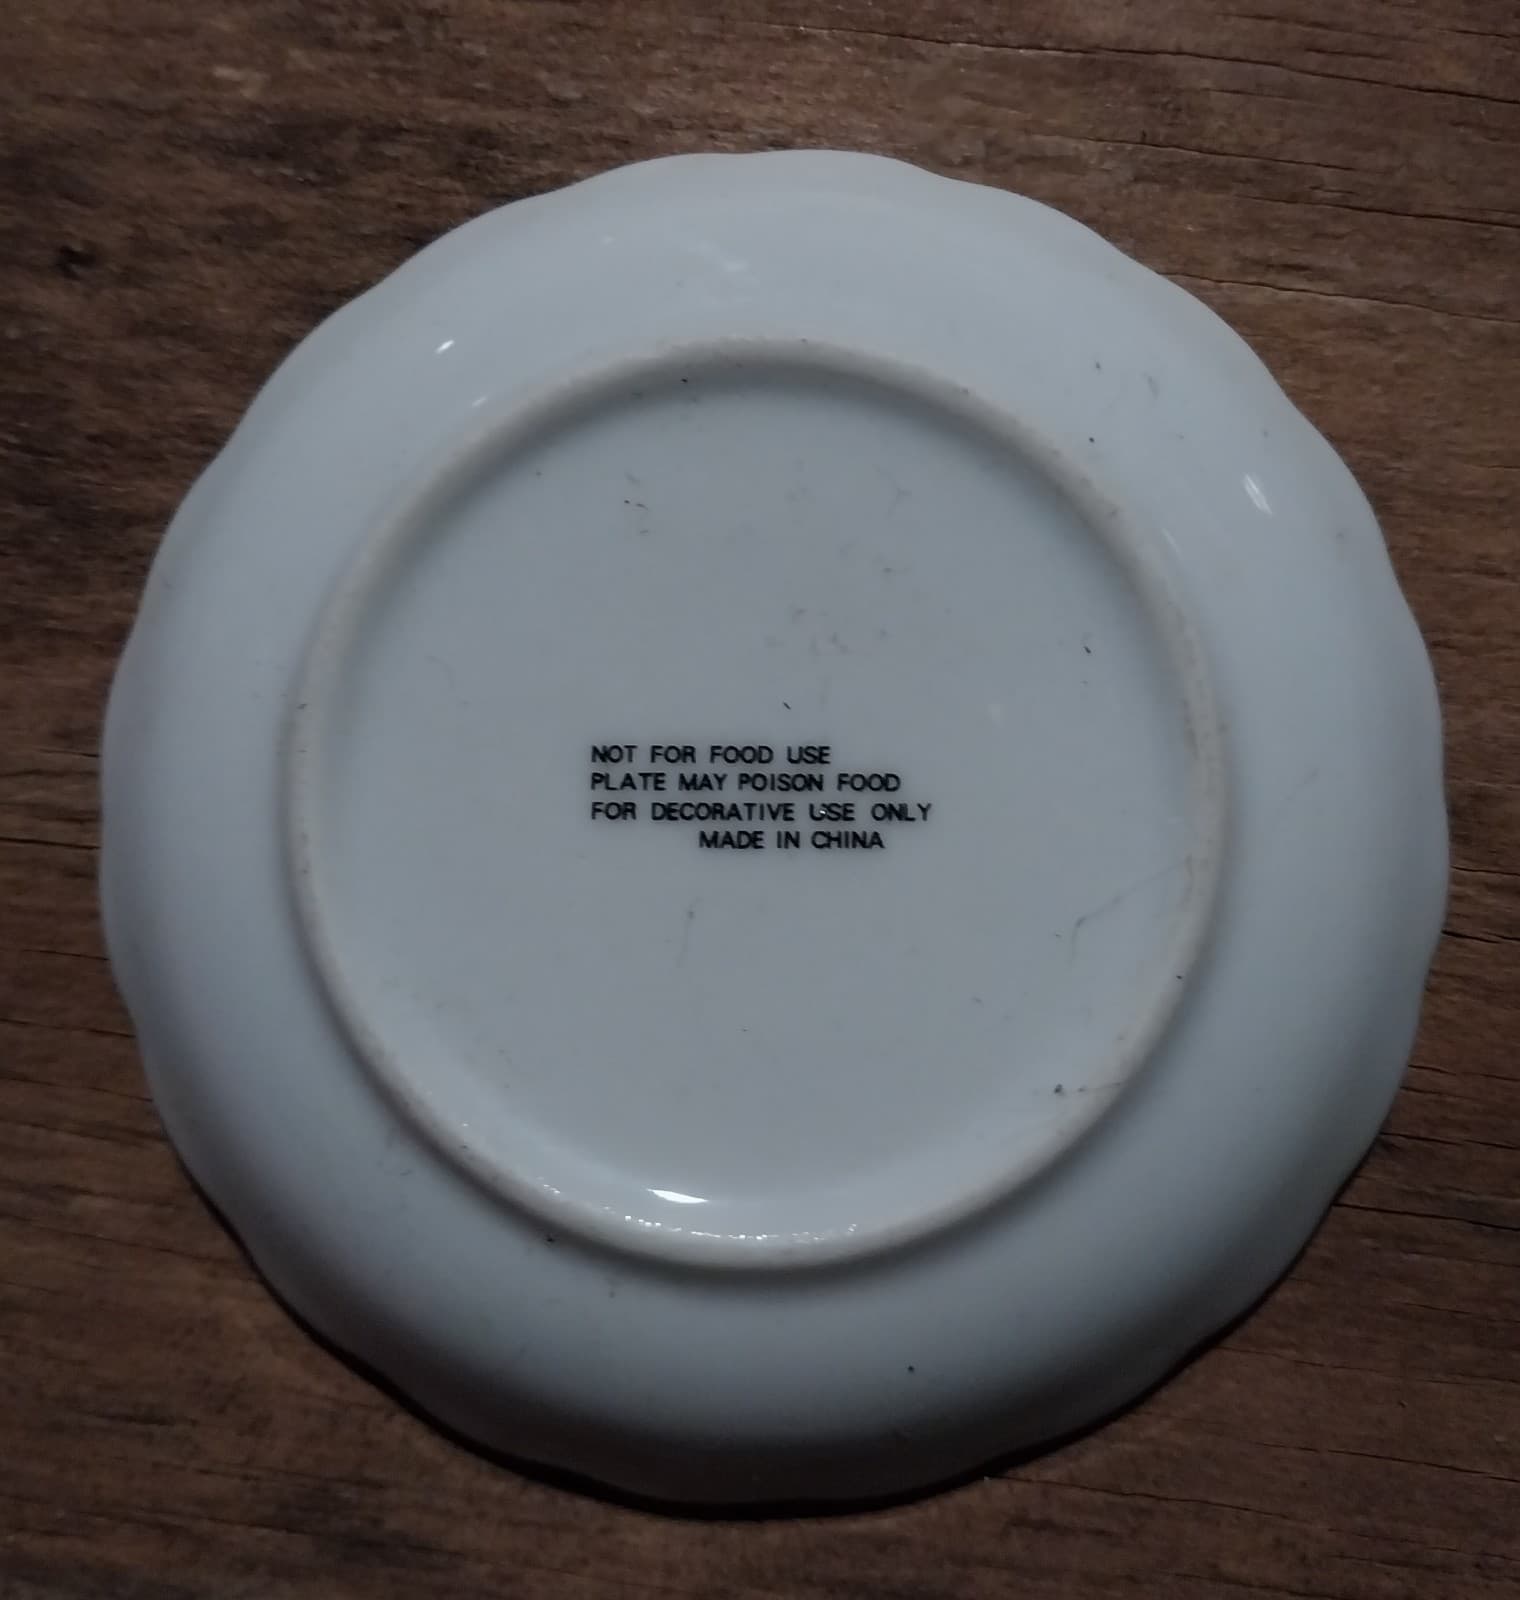 NOT FOR FOOD USE
PLATE MAY POISON FOOD
FOR DECORATIVE USE ONLY
MADE IN CHINA